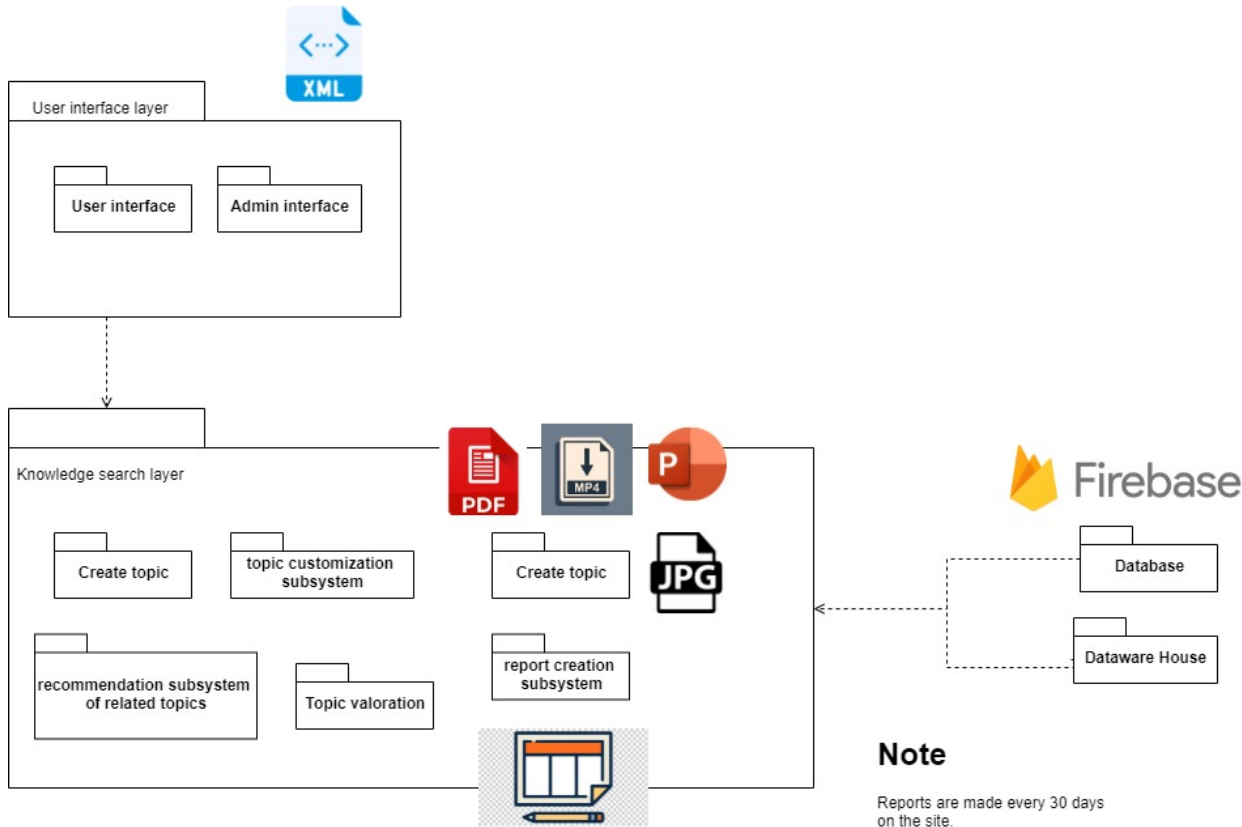 XML
User interface layer
User interface
Admin interface
Knowledge search layer
PDF
MP4
P
Firebase
Create topic
topic customization
subsystem
Create topic
JPG
Database
recommendation subsystem
of related topics
Topic valoration
report creation
subsystem
Dataware House
Note
Reports are made every 30 days
on the site.